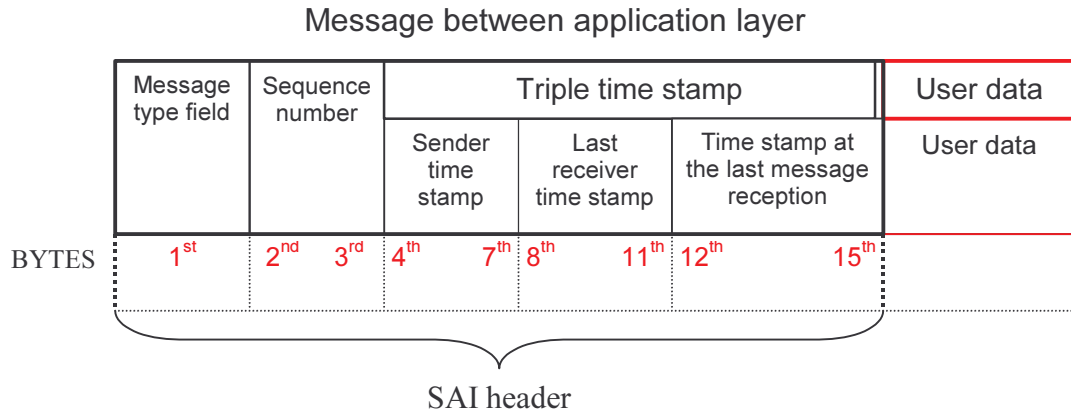 Message between application layer
Message type field
Sequence number
Triple time stamp
User data
Sender time stamp
Last receiver time stamp
Time stamp at the last message reception
User data
BYTES 1st 2nd 3rd 4th 7th 8th 11th 12th 15th
SAI header